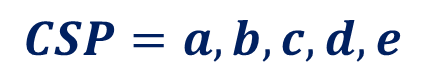 CSP = a, b, c, d, e